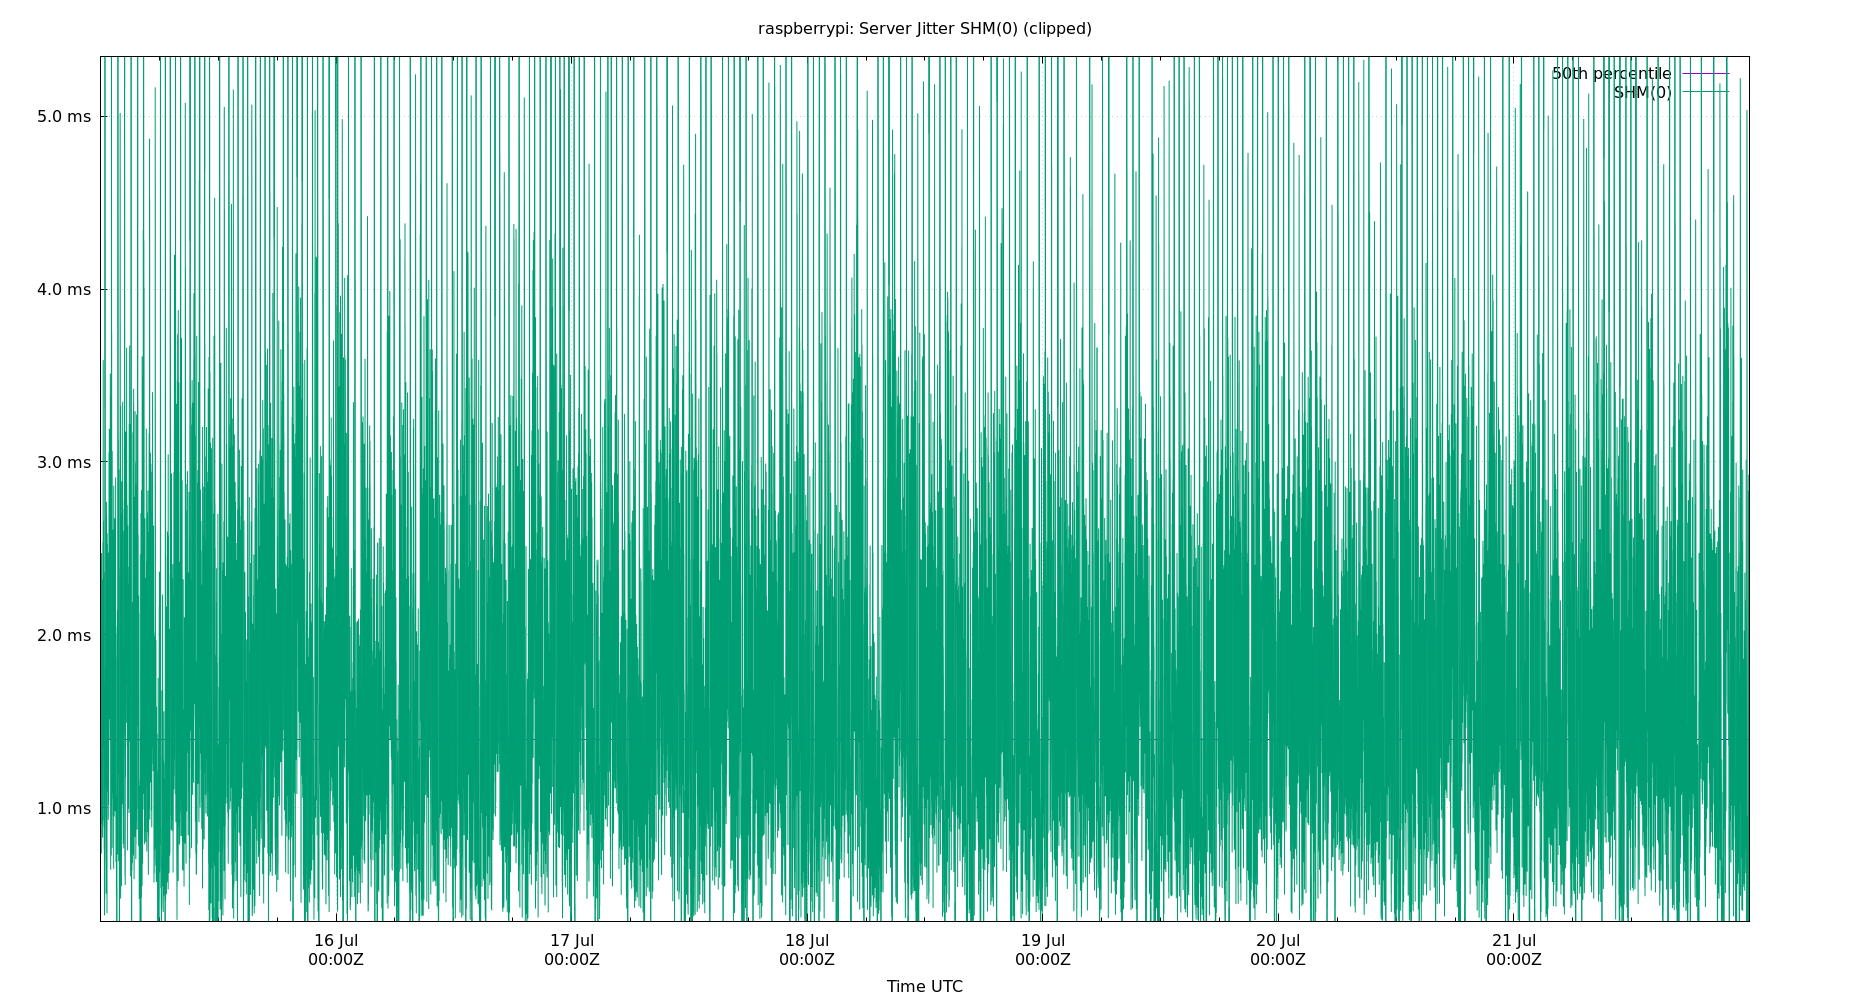 raspberrypi: Server Jitter SHM(0) (clipped)
50th percentile
SHM(0)
5.0 ms
4.0 ms
3.0 ms
2.0 ms
1.0 ms
16 Jul 17 Jul 18 Jul 19 Jul 20 Jul 21 Jul
00:00Z 00:00Z 00:00Z 00:00Z 00:00Z 00:00Z
Time UTC